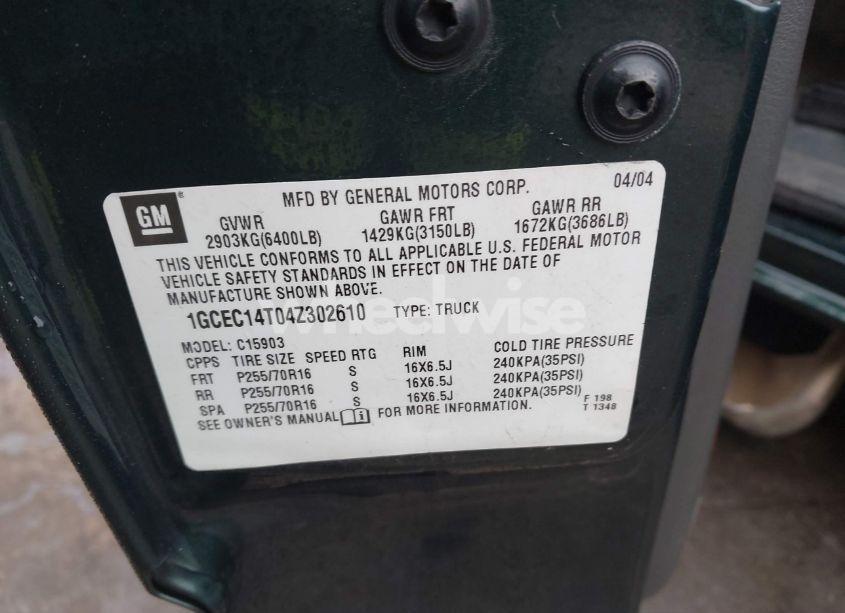 GM ®
MFD BY GENERAL MOTORS CORP. 04/04
GVWR GAWR FRT GAWR RR
2903KG(6400LB) 1429KG(3150LB) 1672KG(3686LB)
THIS VEHICLE CONFORMS TO ALL APPLICABLE U.S. FEDERAL MOTOR
VEHICLE SAFETY STANDARDS IN EFFECT ON THE DATE OF
MANUFACTURE SHOWN ABOVE.
1GCEC14T04Z302610 TYPE: TRUCK
wheelwise
MODEL: C15903
CPPS TIRE SIZE SPEED RTG RIM COLD TIRE PRESSURE
FRT P255/70R16 S 16X6.5J 240KPA(35PSI)
RR P255/70R16 S 16X6.5J 240KPA(35PSI)
SPA P255/70R16 S 16X6.5J 240KPA(35PSI)
SEE OWNER'S MANUAL FOR MORE INFORMATION.
F 198
T 1348